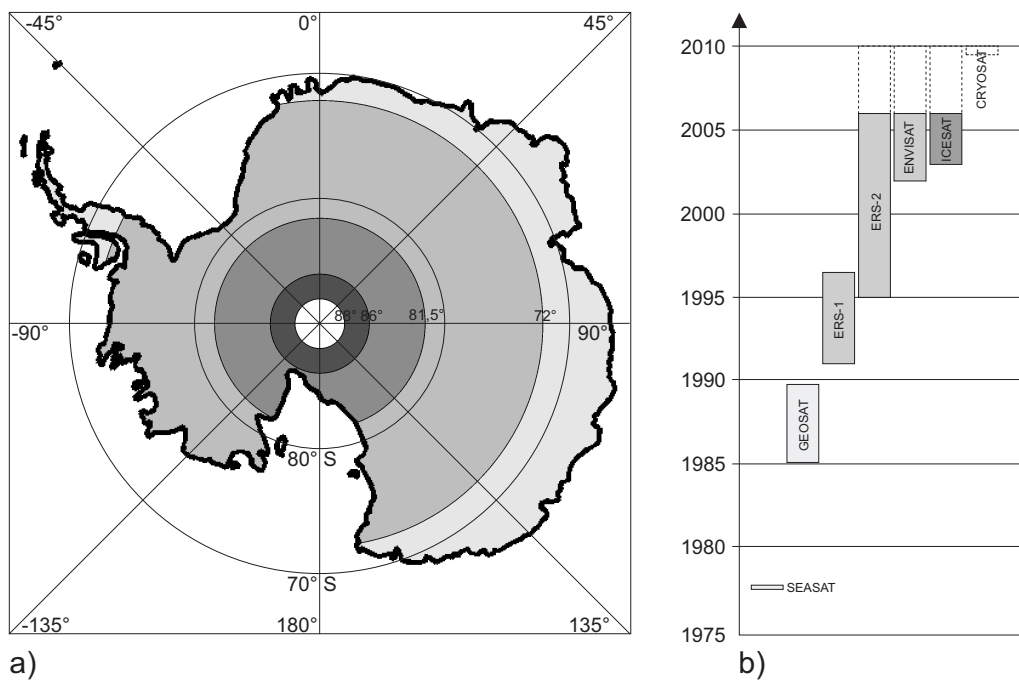 -45°
0°
45°
-90°
88°
86°
81,5°
72°
90°
80° S
70° S
-135°
180°
135°
a)
2010
2005
2000
1995
1990
1985
1980
1975
SEASAT
GEOSAT
ERS-1
ERS-2
ENVISAT
ICESAT
CRYOSAT
b)